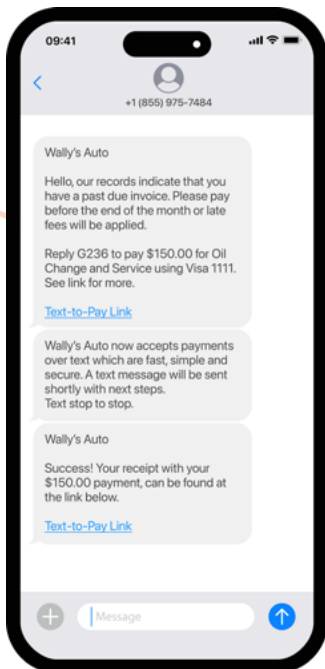 09:41
+1 (855) 975-7484
Wally's Auto
Hello, our records indicate that you
have a past due invoice. Please pay
before the end of the month or late
fees will be applied.
Reply G236 to pay $150.00 for Oil
Change and Service using Visa 1111.
See link for more.
Text-to-Pay Link
Wally's Auto now accepts payments
over text which are fast, simple and
secure. A text message will be sent
shortly with next steps.
Text stop to stop.
Wally's Auto
Success! Your receipt with your
$150.00 payment, can be found at
the link below.
Text-to-Pay Link
Message